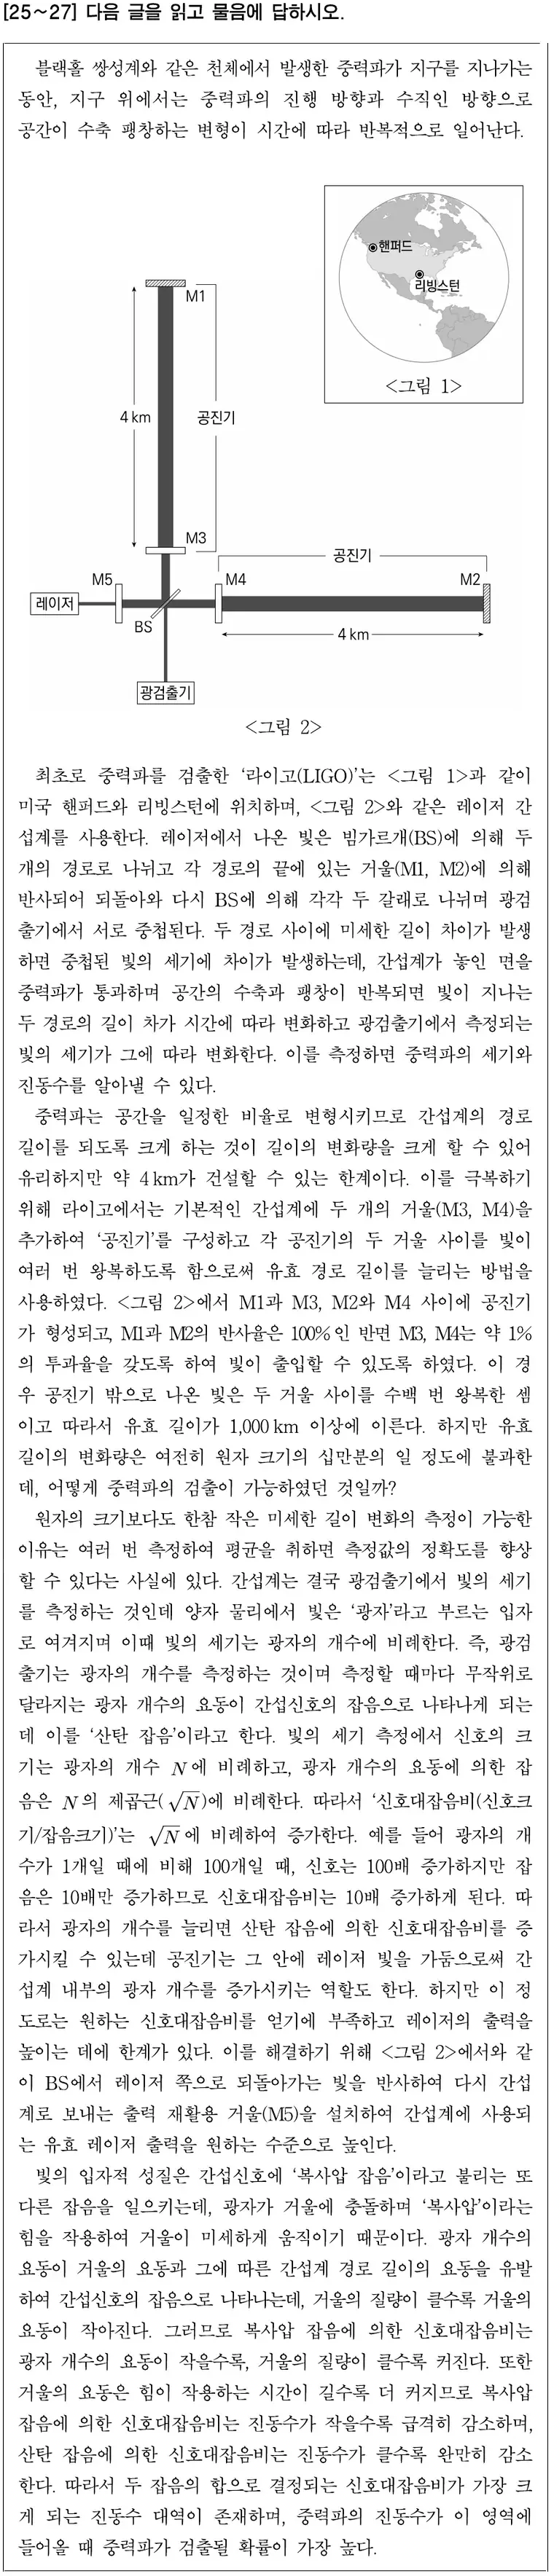 [25~27] 다음 글을 읽고 물음에 답하시오.
블랙홀 쌍성계와 같은 천체에서 발생한 중력파가 지구를 지나가는
동안, 지구 위에서는 중력파의 진행 방향과 수직인 방향으로
공간이 수축 팽창하는 변형이 시간에 따라 반복적으로 일어난다.
핸퍼드
리빙스턴
<그림 1>
M1
4 km
공진기
M3
공진기
M5
M4
M2
레이저
BS
4 km
광검출기
<그림 2>
최초로 중력파를 검출한 ‘라이고(LIGO)’는 <그림 1>과 같이
미국 핸퍼드와 리빙스턴에 위치하며, <그림 2>와 같은 레이저 간
섭계를 사용한다. 레이저에서 나온 빛은 빔가르개(BS)에 의해 두
개의 경로로 나뉘고 각 경로의 끝에 있는 거울(M1, M2)에 의해
반사되어 되돌아와 다시 BS에 의해 각각 두 갈래로 나뉘며 광검
출기에서 서로 중첩된다. 두 경로 사이에 미세한 길이 차이가 발생
하면 중첩된 빛의 세기에 차이가 발생하는데, 간섭계가 놓인 면을
중력파가 통과하며 공간의 수축과 팽창이 반복되면 빛이 지나는
두 경로의 길이 차가 시간에 따라 변화하고 광검출기에서 측정되는
빛의 세기가 그에 따라 변화한다. 이를 측정하면 중력파의 세기와
진동수를 알아낼 수 있다.
중력파는 공간을 일정한 비율로 변형시키므로 간섭계의 경로
길이를 되도록 크게 하는 것이 길이의 변화량을 크게 할 수 있어
유리하지만 약 4 km가 건설할 수 있는 한계이다. 이를 극복하기
위해 라이고에서는 기본적인 간섭계에 두 개의 거울(M3, M4)을
추가하여 ‘공진기’를 구성하고 각 공진기의 두 거울 사이를 빛이
여러 번 왕복하도록 함으로써 유효 경로 길이를 늘리는 방법을
사용하였다. <그림 2>에서 M1과 M3, M2와 M4 사이에 공진기
가 형성되고, M1과 M2의 반사율은 100%인 반면 M3, M4는 약 1%
의 투과율을 갖도록 하여 빛이 출입할 수 있도록 하였다. 이 경
우 공진기 밖으로 나온 빛은 두 거울 사이를 수백 번 왕복한 셈
이고 따라서 유효 길이가 1,000 km 이상에 이른다. 하지만 유효
길이의 변화량은 여전히 원자 크기의 십만분의 일 정도에 불과한
데, 어떻게 중력파의 검출이 가능하였던 것일까?
원자의 크기보다도 한참 작은 미세한 길이 변화의 측정이 가능한
이유는 여러 번 측정하여 평균을 취하면 측정값의 정확도를 향상
할 수 있다는 사실에 있다. 간섭계는 결국 광검출기에서 빛의 세기
를 측정하는 것인데 양자 물리에서 빛은 ‘광자’라고 부르는 입자
로 여겨지며 이때 빛의 세기는 광자의 개수에 비례한다. 즉, 광검
출기는 광자의 개수를 측정하는 것이며 측정할 때마다 무작위로
달라지는 광자 개수의 요동이 간섭신호의 잡음으로 나타나게 되는
데 이를 ‘산탄 잡음’이라고 한다. 빛의 세기 측정에서 신호의 크
기는 광자의 개수 N에 비례하고, 광자 개수의 요동에 의한 잡
음은 N의 제곱근(√N)에 비례한다. 따라서 ‘신호대잡음비(신호크
기/잡음크기)’는 √N에 비례하여 증가한다. 예를 들어 광자의 개
수가 1개일 때에 비해 100개일 때, 신호는 100배 증가하지만 잡
음은 10배만 증가하므로 신호대잡음비는 10배 증가하게 된다. 따
라서 광자의 개수를 늘리면 산탄 잡음에 의한 신호대잡음비를 증
가시킬 수 있는데 공진기는 그 안에 레이저 빛을 가둠으로써 간
섭계 내부의 광자 개수를 증가시키는 역할도 한다. 하지만 이 정
도로는 원하는 신호대잡음비를 얻기에 부족하고 레이저의 출력을
높이는 데에 한계가 있다. 이를 해결하기 위해 <그림 2>에서와 같
이 BS에서 레이저 쪽으로 되돌아가는 빛을 반사하여 다시 간섭
계로 보내는 출력 재활용 거울(M5)을 설치하여 간섭계에 사용되
는 유효 레이저 출력을 원하는 수준으로 높인다.
빛의 입자적 성질은 간섭신호에 ‘복사압 잡음’이라고 불리는 또
다른 잡음을 일으키는데, 광자가 거울에 충돌하며 ‘복사압’이라는
힘을 작용하여 거울이 미세하게 움직이기 때문이다. 광자 개수의
요동이 거울의 요동과 그에 따른 간섭계 경로 길이의 요동을 유발
하여 간섭신호의 잡음으로 나타나는데, 거울의 질량이 클수록 거울의
요동이 작아진다. 그러므로 복사압 잡음에 의한 신호대잡음비는
광자 개수의 요동이 작을수록, 거울의 질량이 클수록 커진다. 또한
거울의 요동은 힘이 작용하는 시간이 길수록 더 커지므로 복사압
잡음에 의한 신호대잡음비는 진동수가 작을수록 급격히 감소하며,
산탄 잡음에 의한 신호대잡음비는 진동수가 클수록 완만히 감소
한다. 따라서 두 잡음의 합으로 결정되는 신호대잡음비가 가장 크
게 되는 진동수 대역이 존재하며, 중력파의 진동수가 이 영역에
들어올 때 중력파가 검출될 확률이 가장 높다.